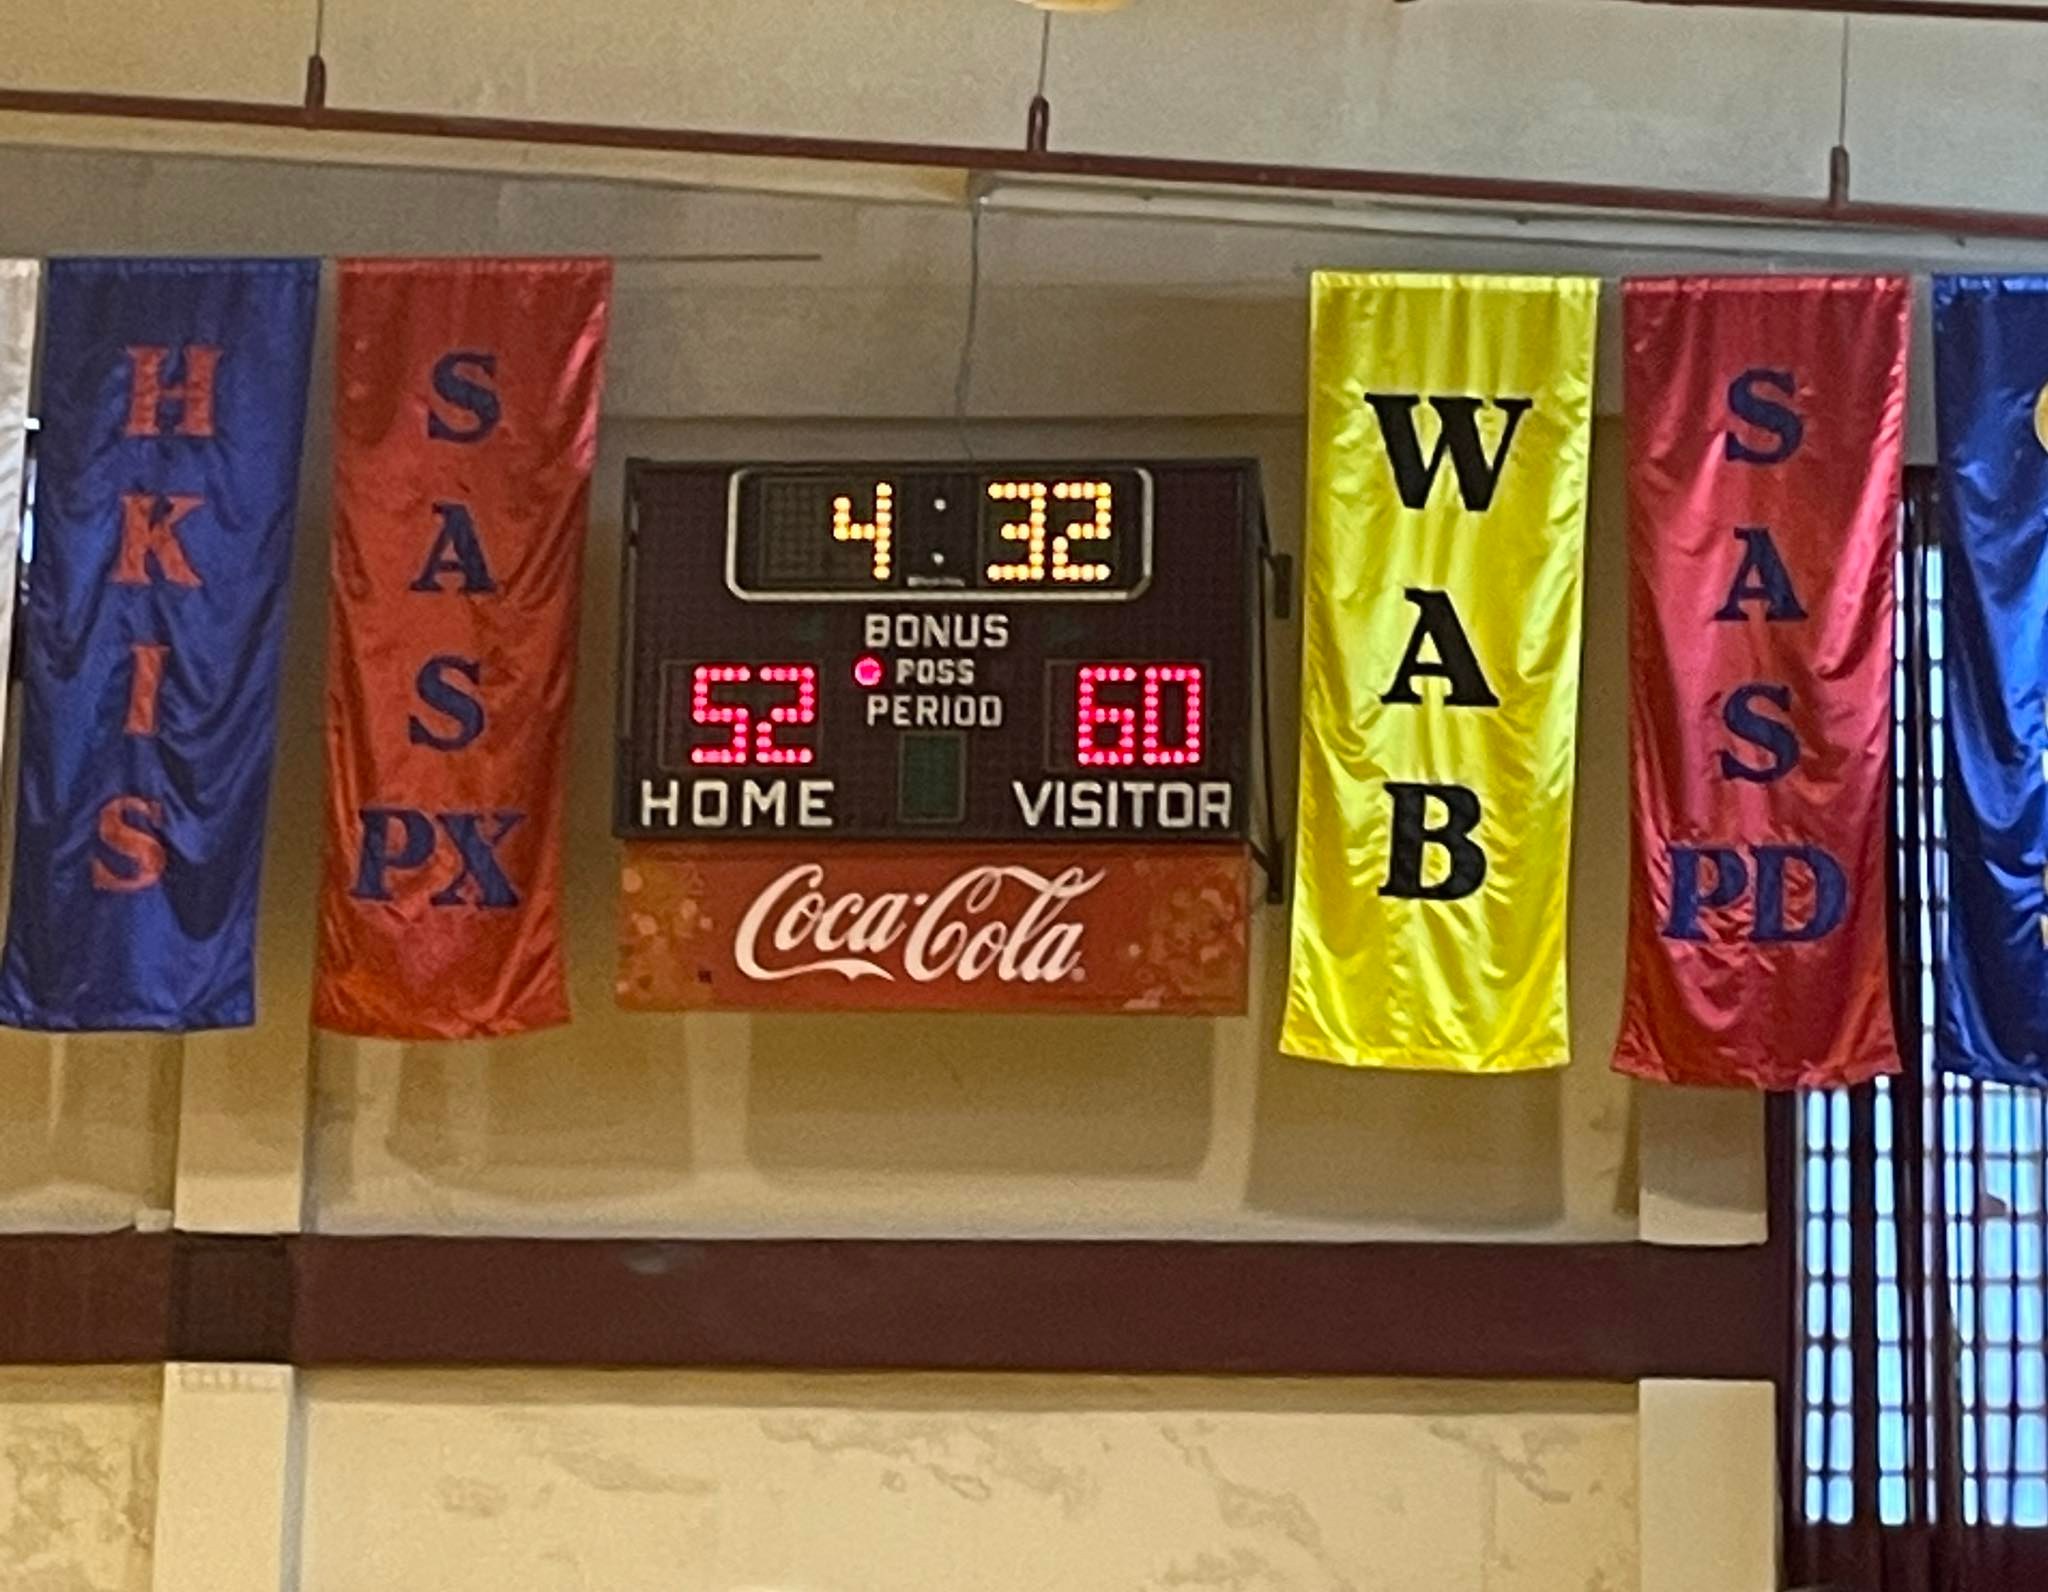 H
K
I
S
S
A
S
PX
4:32
BONUS
POSS
52 60
PERIOD
HOME VISITOR
Coca-Cola
W
A
B
S
A
S
PD